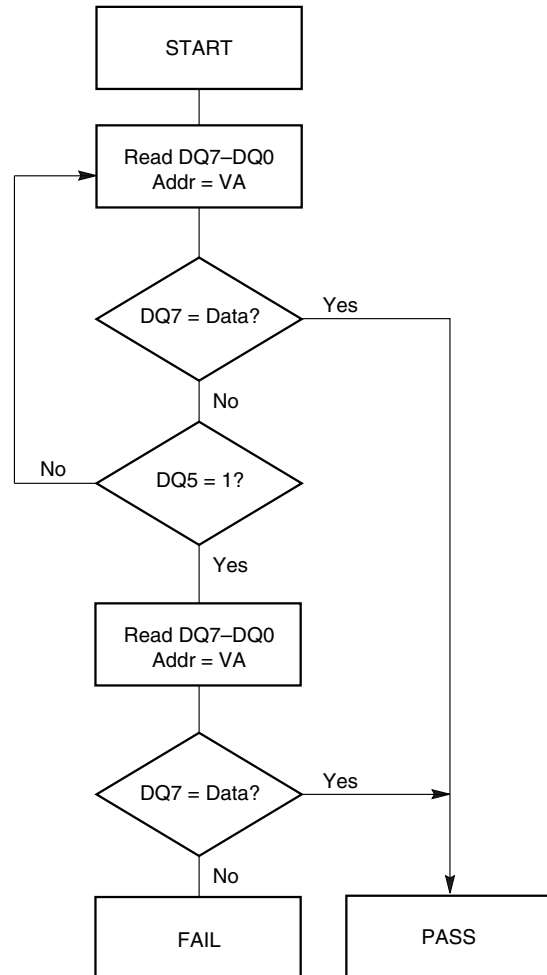 START
Read DQ7–DQ0
Addr = VA
DQ7 = Data?
Yes
No
No
DQ5 = 1?
Yes
Read DQ7–DQ0
Addr = VA
DQ7 = Data?
Yes
No
FAIL
PASS